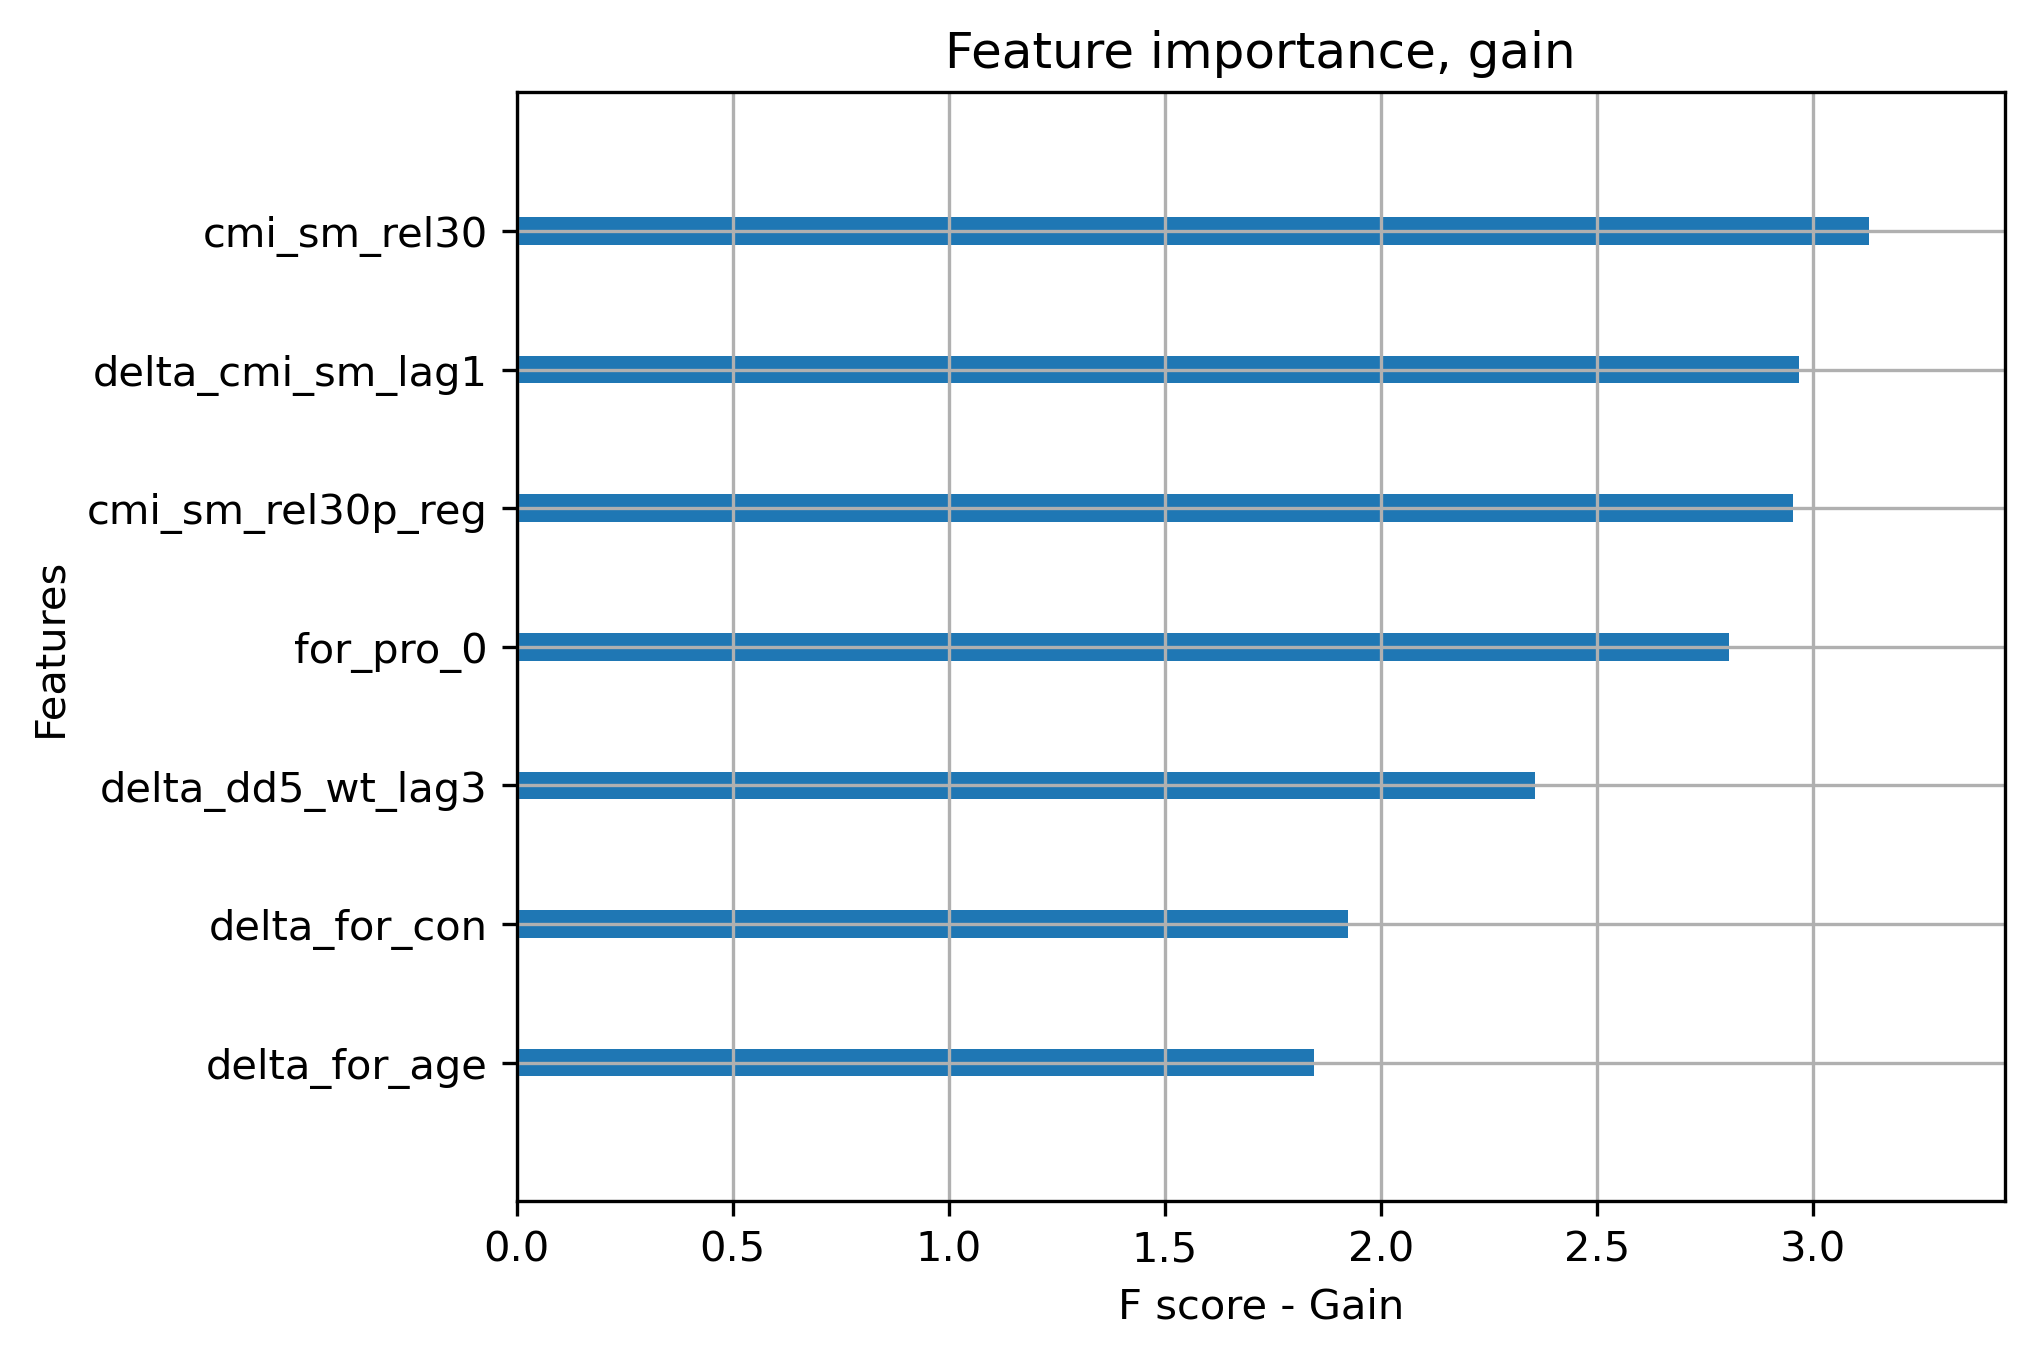 Feature importance, gain
cmi_sm_rel30
delta_cmi_sm_lag1
cmi_sm_rel30p_reg
for_pro_0
delta_dd5_wt_lag3
delta_for_con
delta_for_age
Features
0.0 0.5 1.0 1.5 2.0 2.5 3.0
F score - Gain